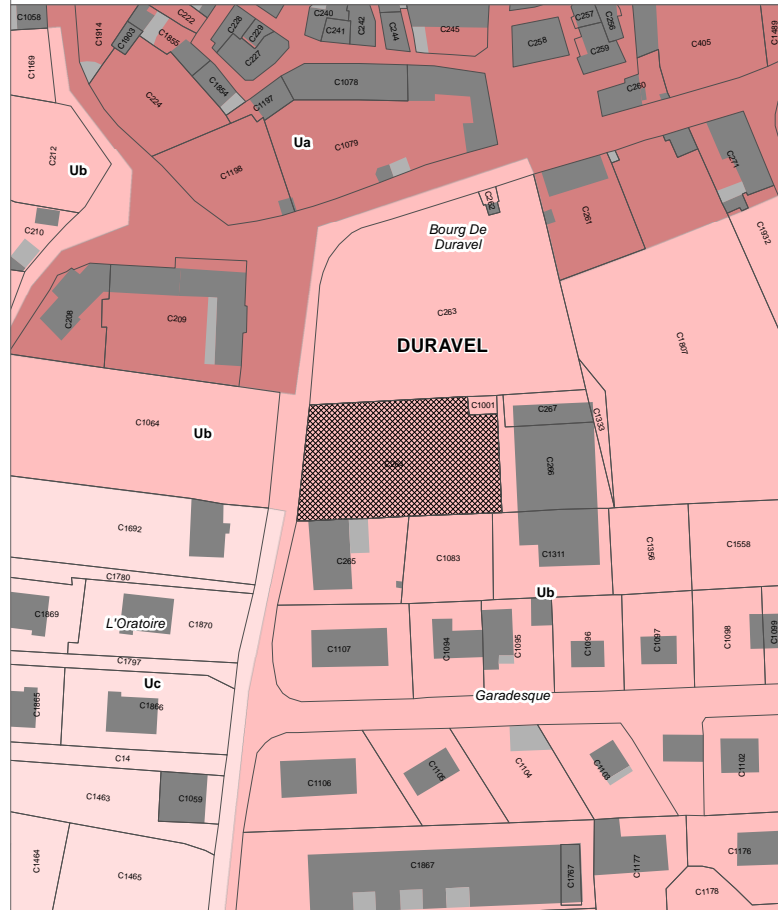 C1058
C1914
C222
C1903
C1855
C228
C229
C227
C240
C241
C242
C244
C245
C258
C257
C256
C259
C405
C1489
C1169
C224
C1854
C1197
C1078
C260
C212
Ub
Ua
C1079
C1198
C271
C210
C262
C261
C1932
Bourg De
Duravel
C208
C209
C263
C1807
DURAVEL
C1064
Ub
C1001
C267
C1333
C264
C266
C1692
C265
C1083
C1311
C1356
C1558
C1780
Ub
C1869
L'Oratoire
C1870
C1107
C1094
C1095
C1096
C1097
C1098
C1099
C1797
Uc
C1865
C1866
Garadesque
C14
C1106
C1105
C1104
C1103
C1102
C1463
C1059
C1464
C1465
C1867
C1767
C1177
C1176
C1178